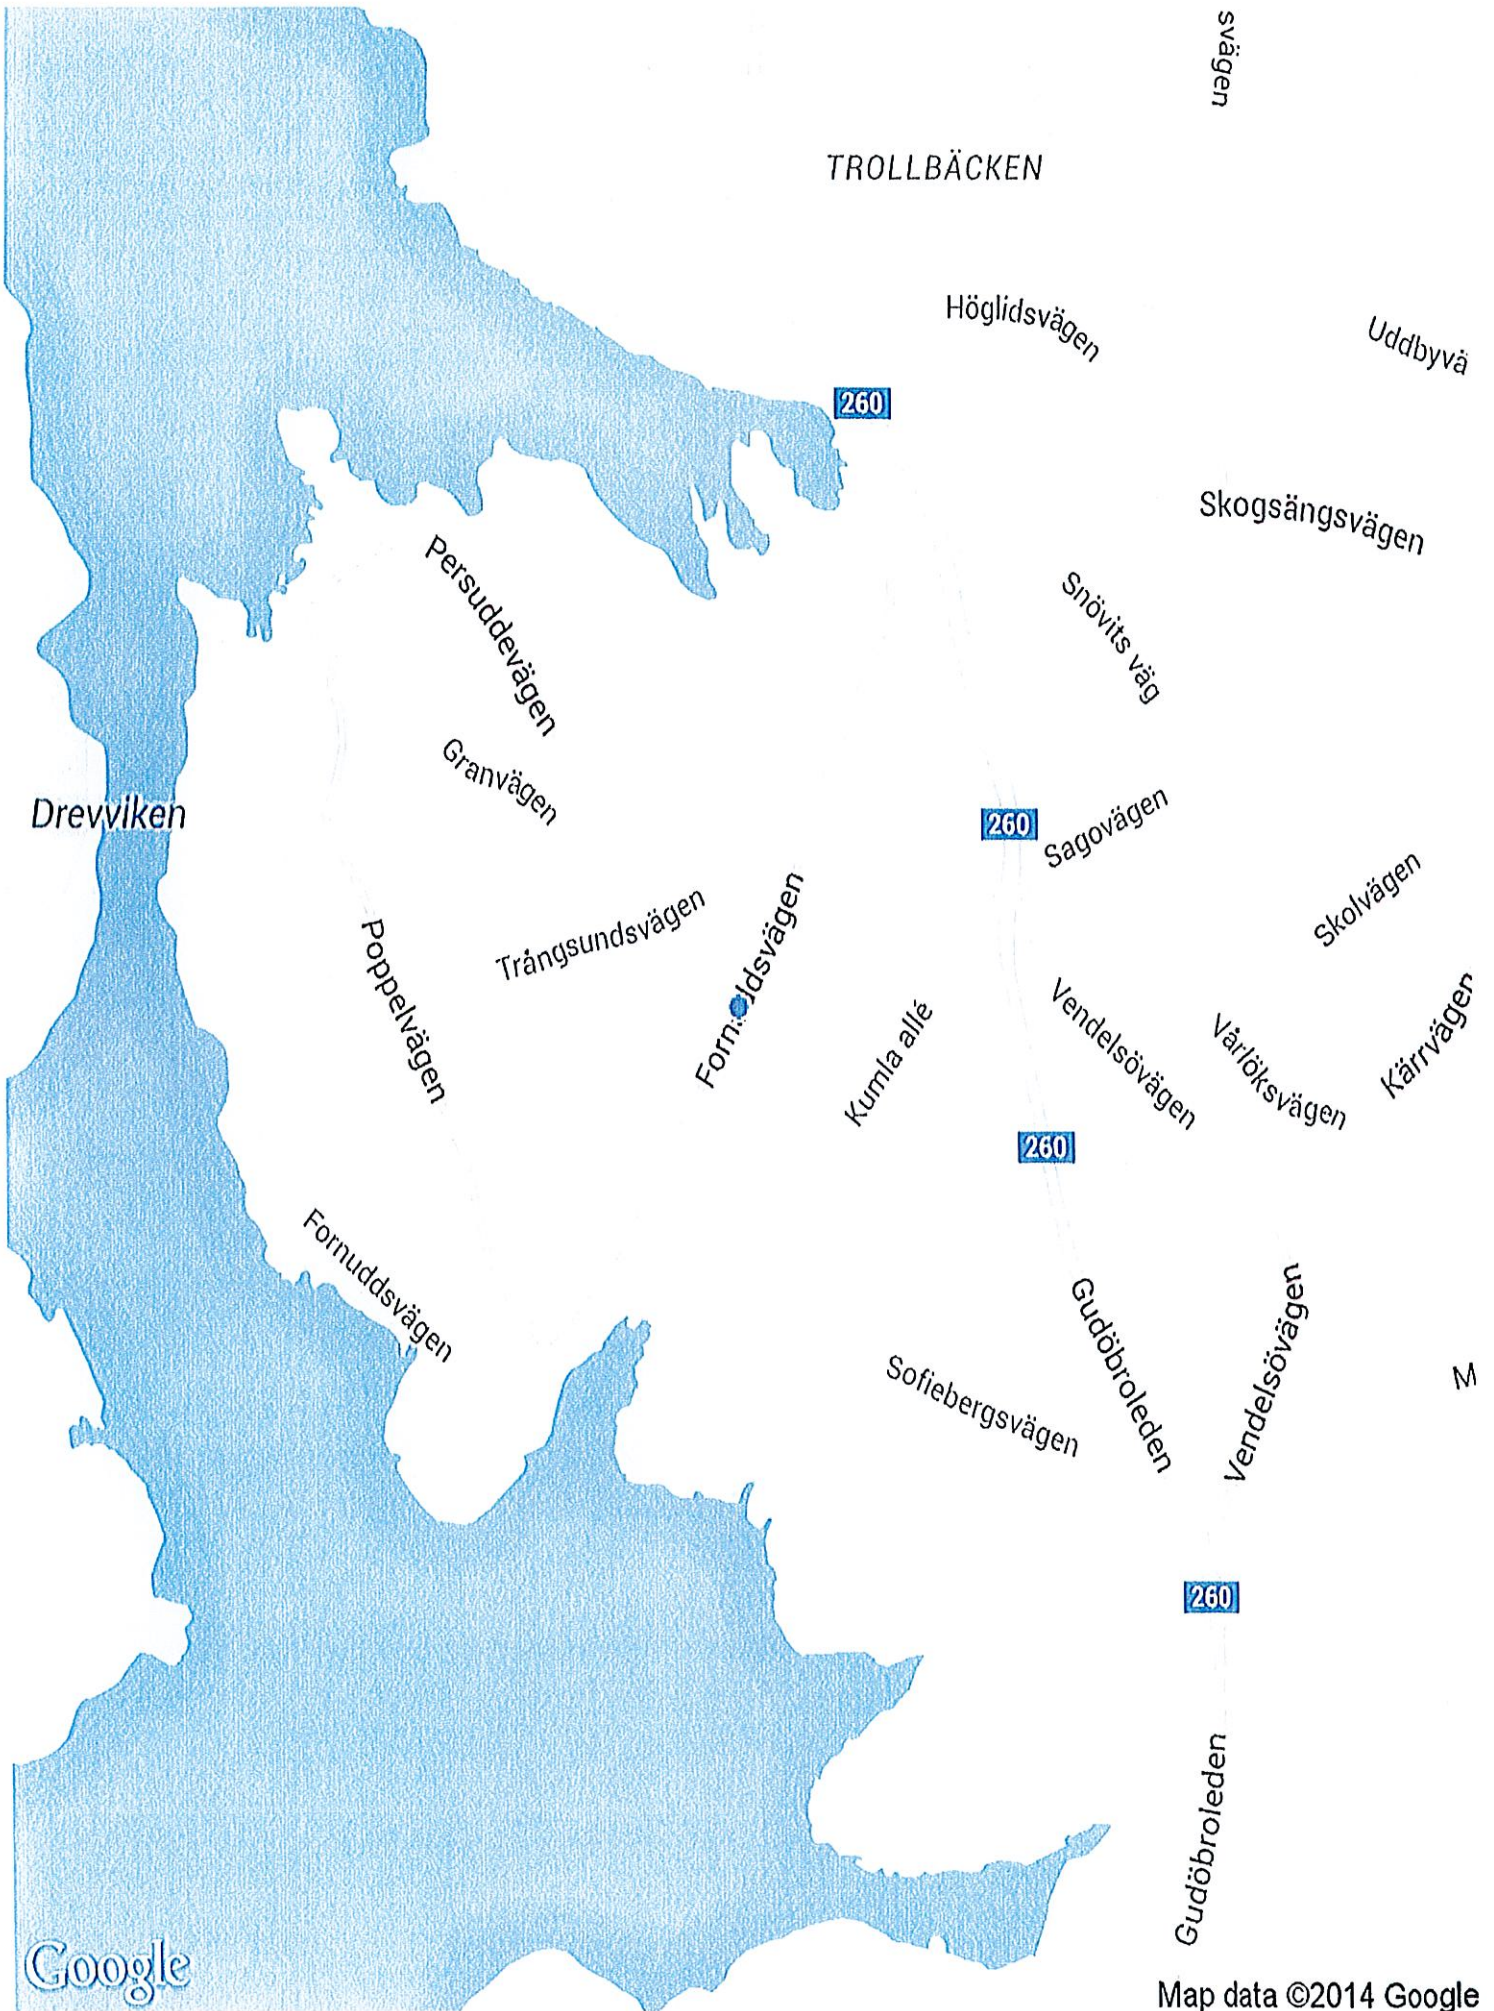 svägen
TROLLBÄCKEN
Höglidsvägen
Uddbyvä
260
Skogsängsvägen
Persuddevägen
Snövits väg
Granvägen
Drevviken
260
Sagovägen
Skolvägen
Trångsundsvägen
Fornuddsvägen
Poppelvägen
Kumla allé
Vendelsövägen
Vårlöksvägen
Kärrvägen
260
Fornuddsvägen
Gudöbroleden
Vendelsövägen
Sofiebergsvägen
M
260
Gudöbroleden
Google
Map data ©2014 Google